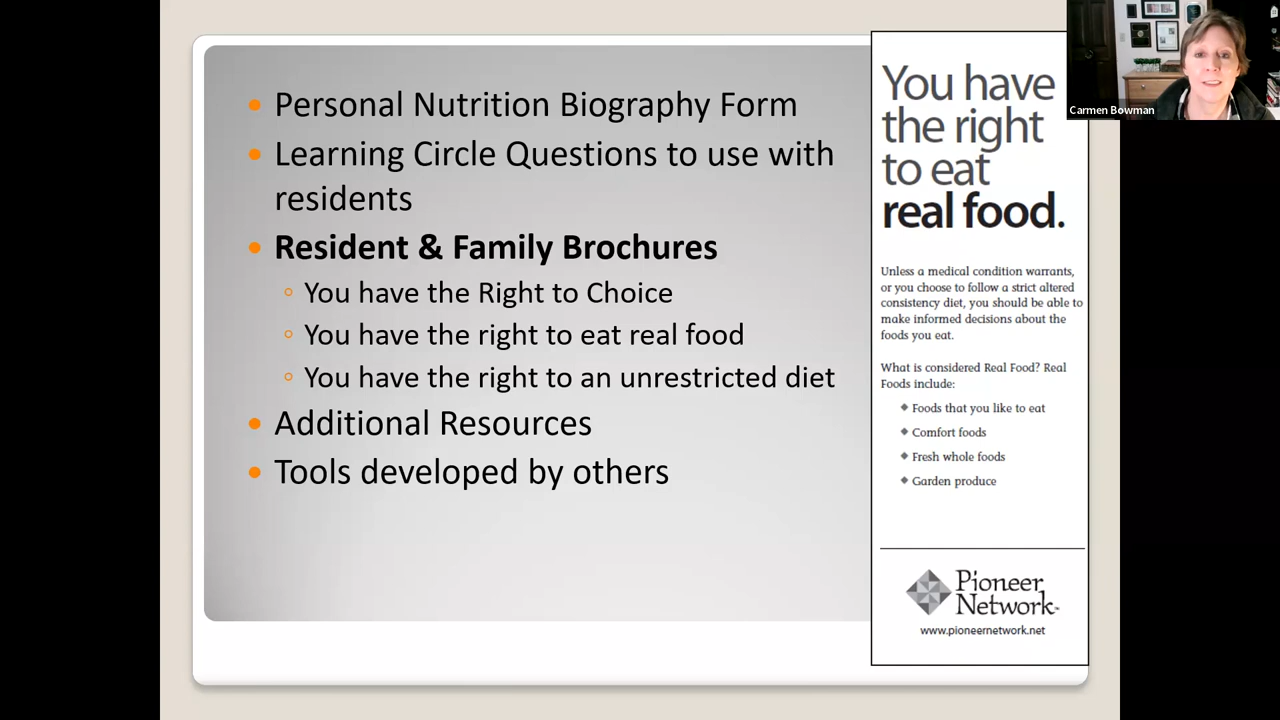 Personal Nutrition Biography Form
Learning Circle Questions to use with
residents
Resident & Family Brochures
You have the Right to Choice
You have the right to eat real food
You have the right to an unrestricted diet
Additional Resources
Tools developed by others
You have
the right
to eat
real food.
Unless a medical condition warrants,
or you choose to follow a strict altered
consistency diet, you should be able to
make informed decisions about the
foods you eat.
What is considered Real Food? Real
Foods include:
Foods that you like to eat
Comfort foods
Fresh whole foods
Garden produce
Pioneer
Network
www.pioneernetwork.net
Carmen Bowman